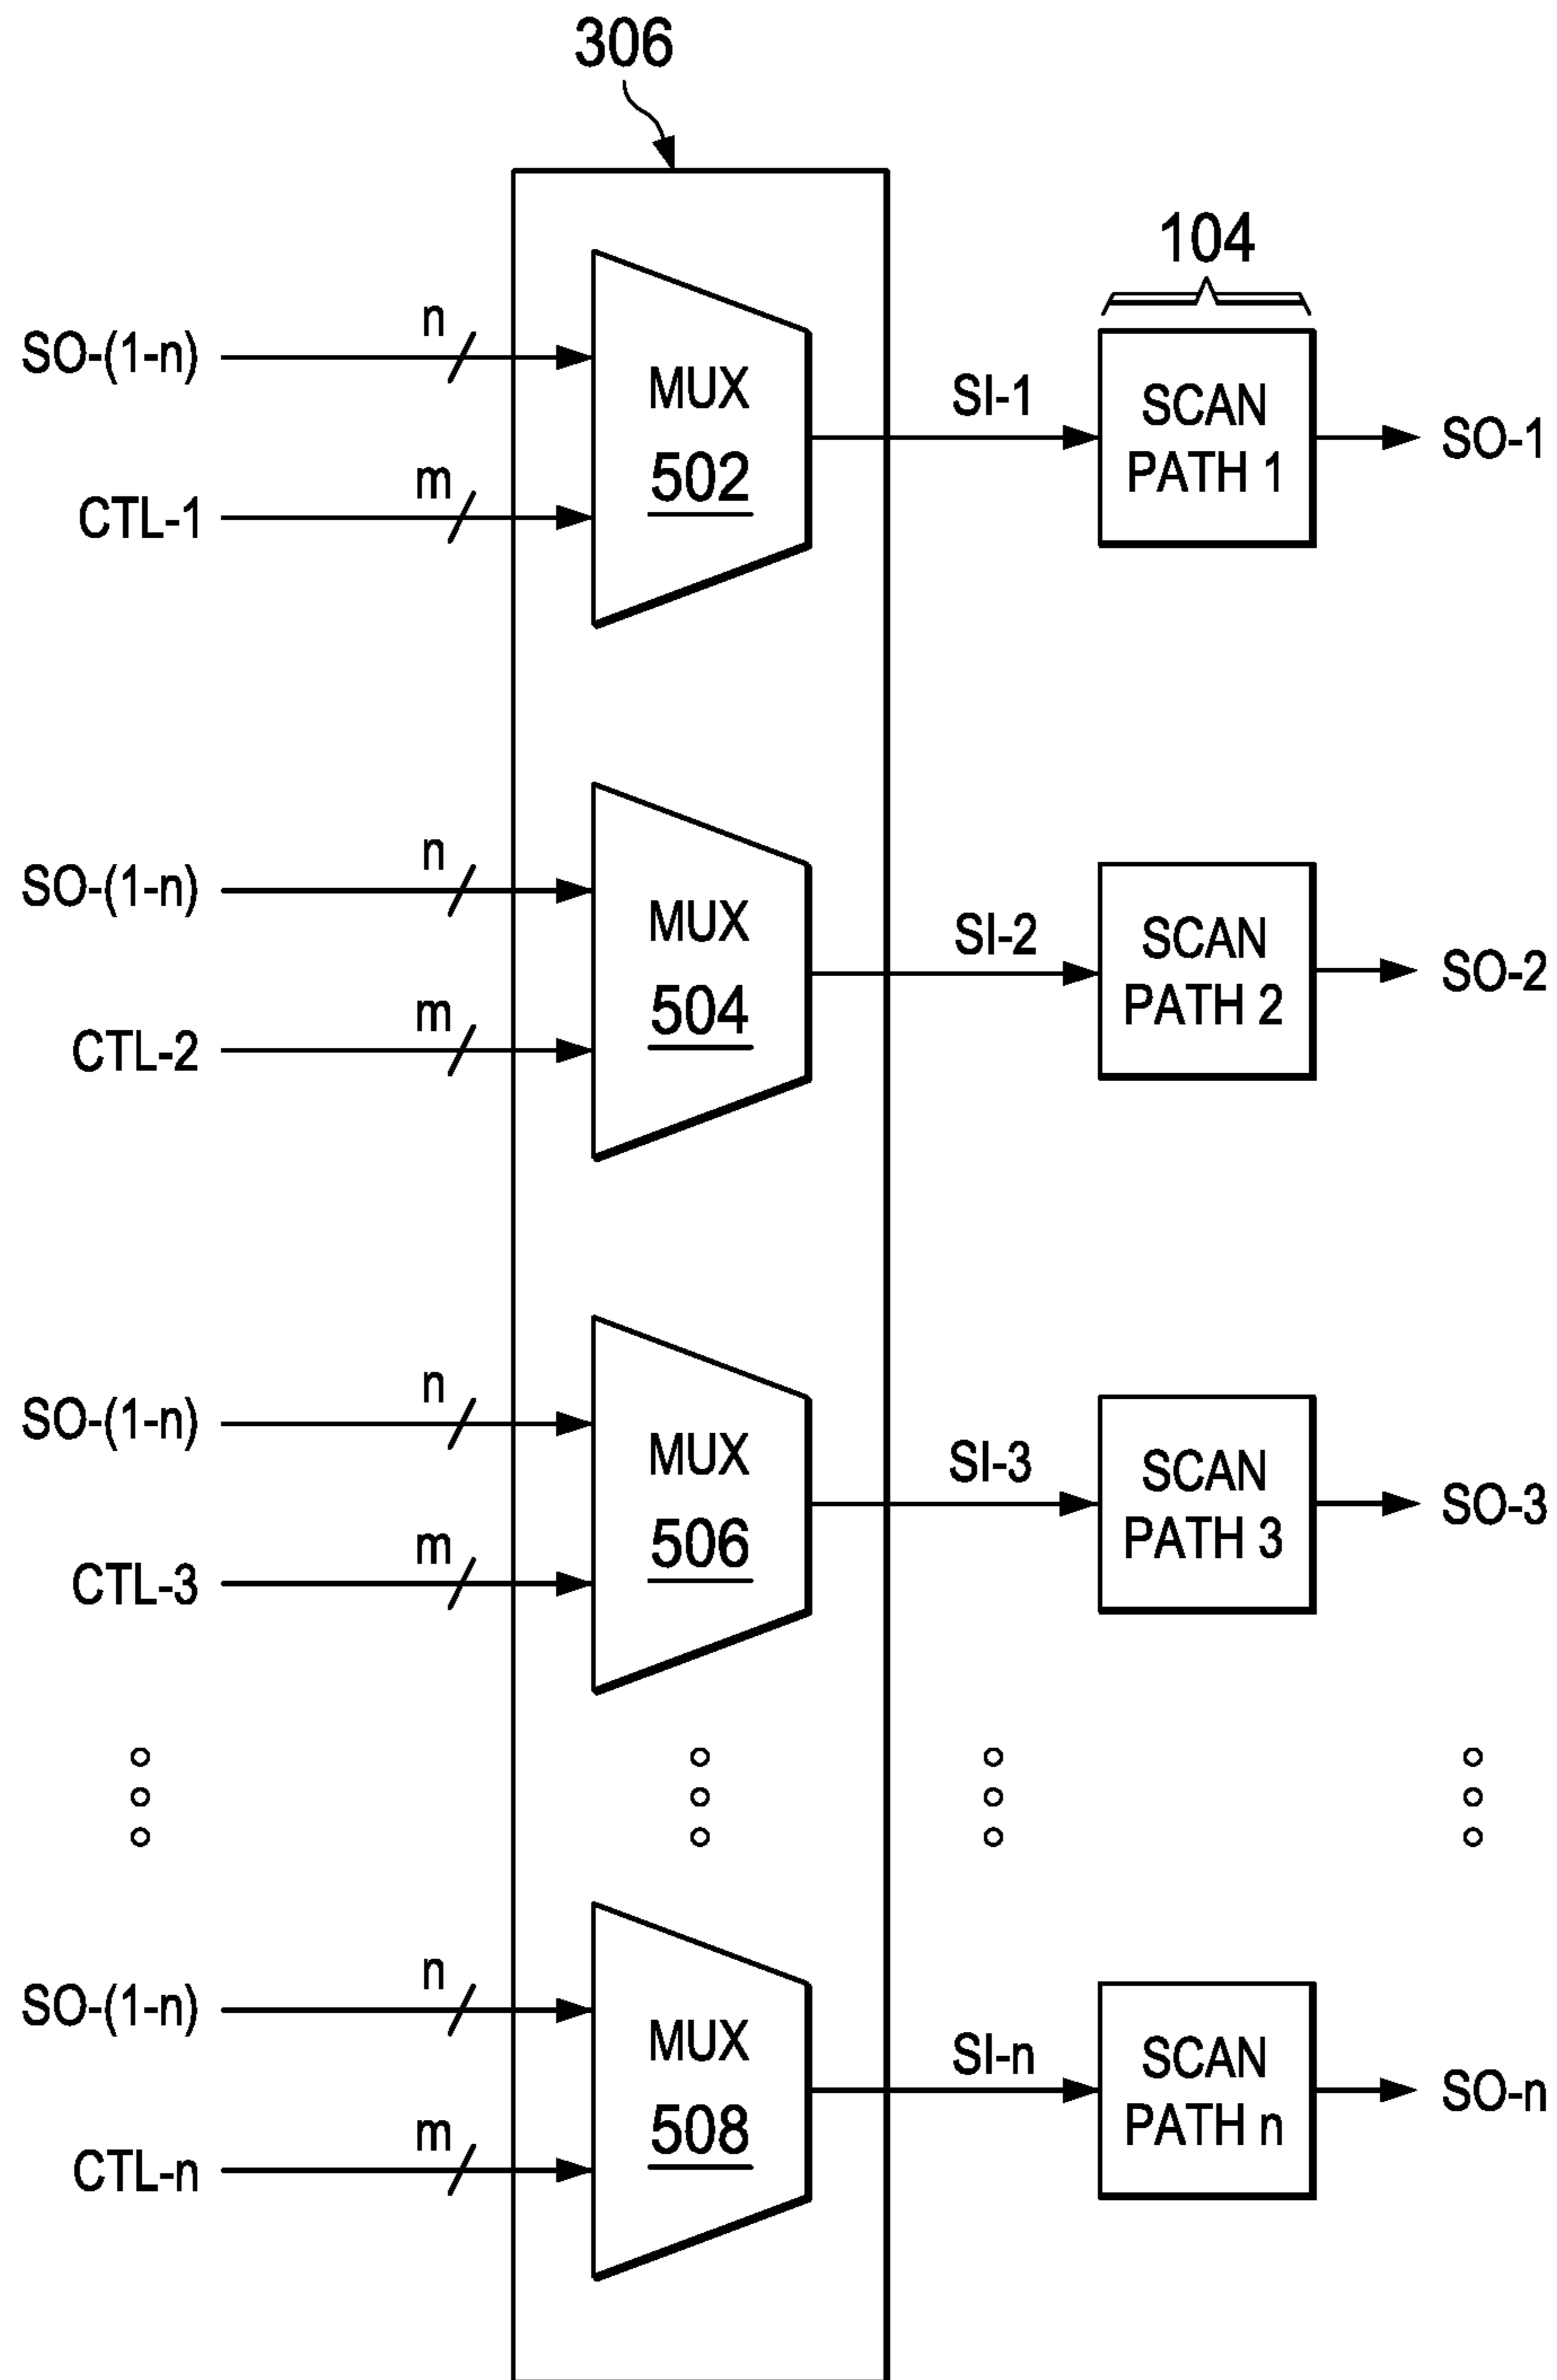 306
104
n
SO-(1-n)
MUX
502
m
CTL-1
SI-1
SCAN
PATH 1
SO-1
n
SO-(1-n)
MUX
504
m
CTL-2
SI-2
SCAN
PATH 2
SO-2
n
SO-(1-n)
MUX
506
m
CTL-3
SI-3
SCAN
PATH 3
SO-3
n
SO-(1-n)
MUX
508
m
CTL-n
SI-n
SCAN
PATH n
SO-n